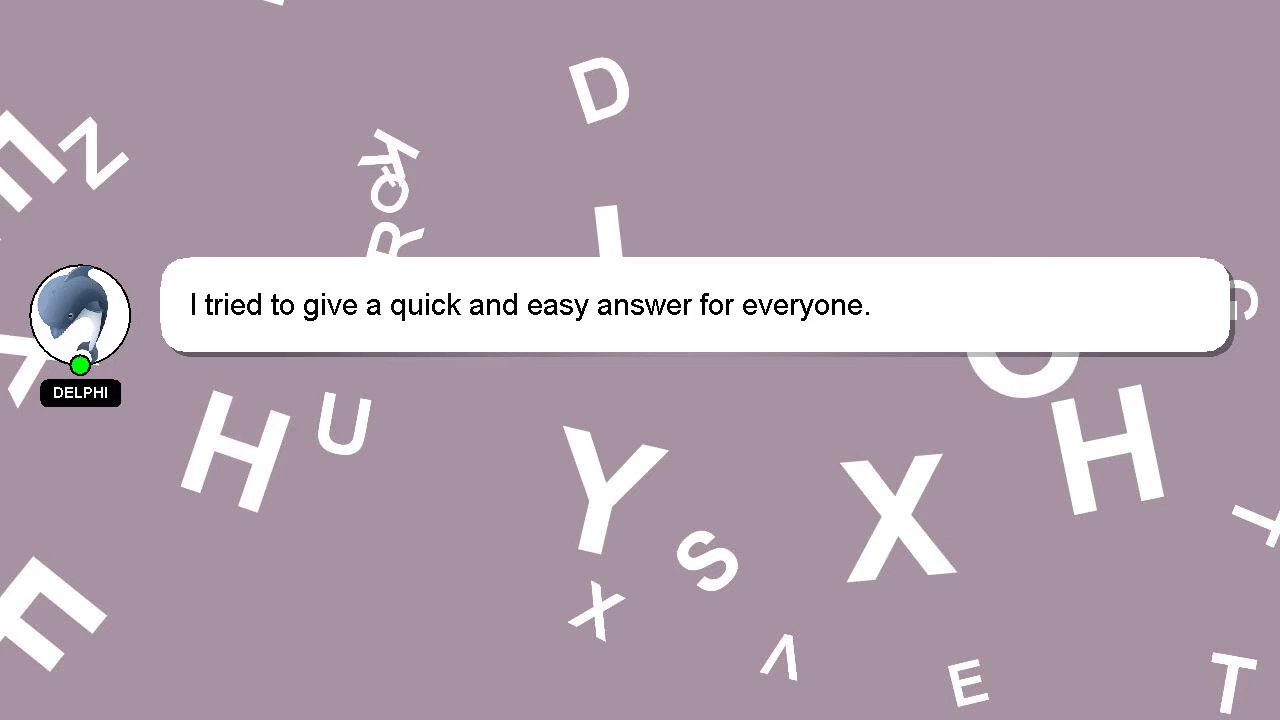 D
Z
K
R
I
I tried to give a quick and easy answer for everyone.
DELPHI
H
U
Y
X
H
S
X
T
V
E
T